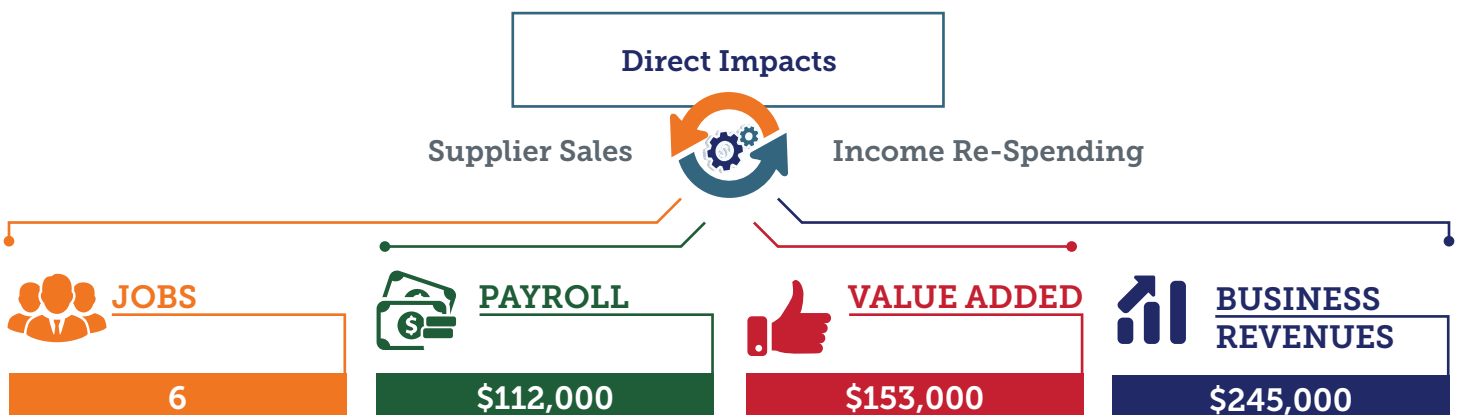 Direct Impacts
Supplier Sales
Income Re-Spending
JOBS
PAYROLL
VALUE ADDED
BUSINESS
REVENUES
$
6
$112,000
$153,000
$245,000